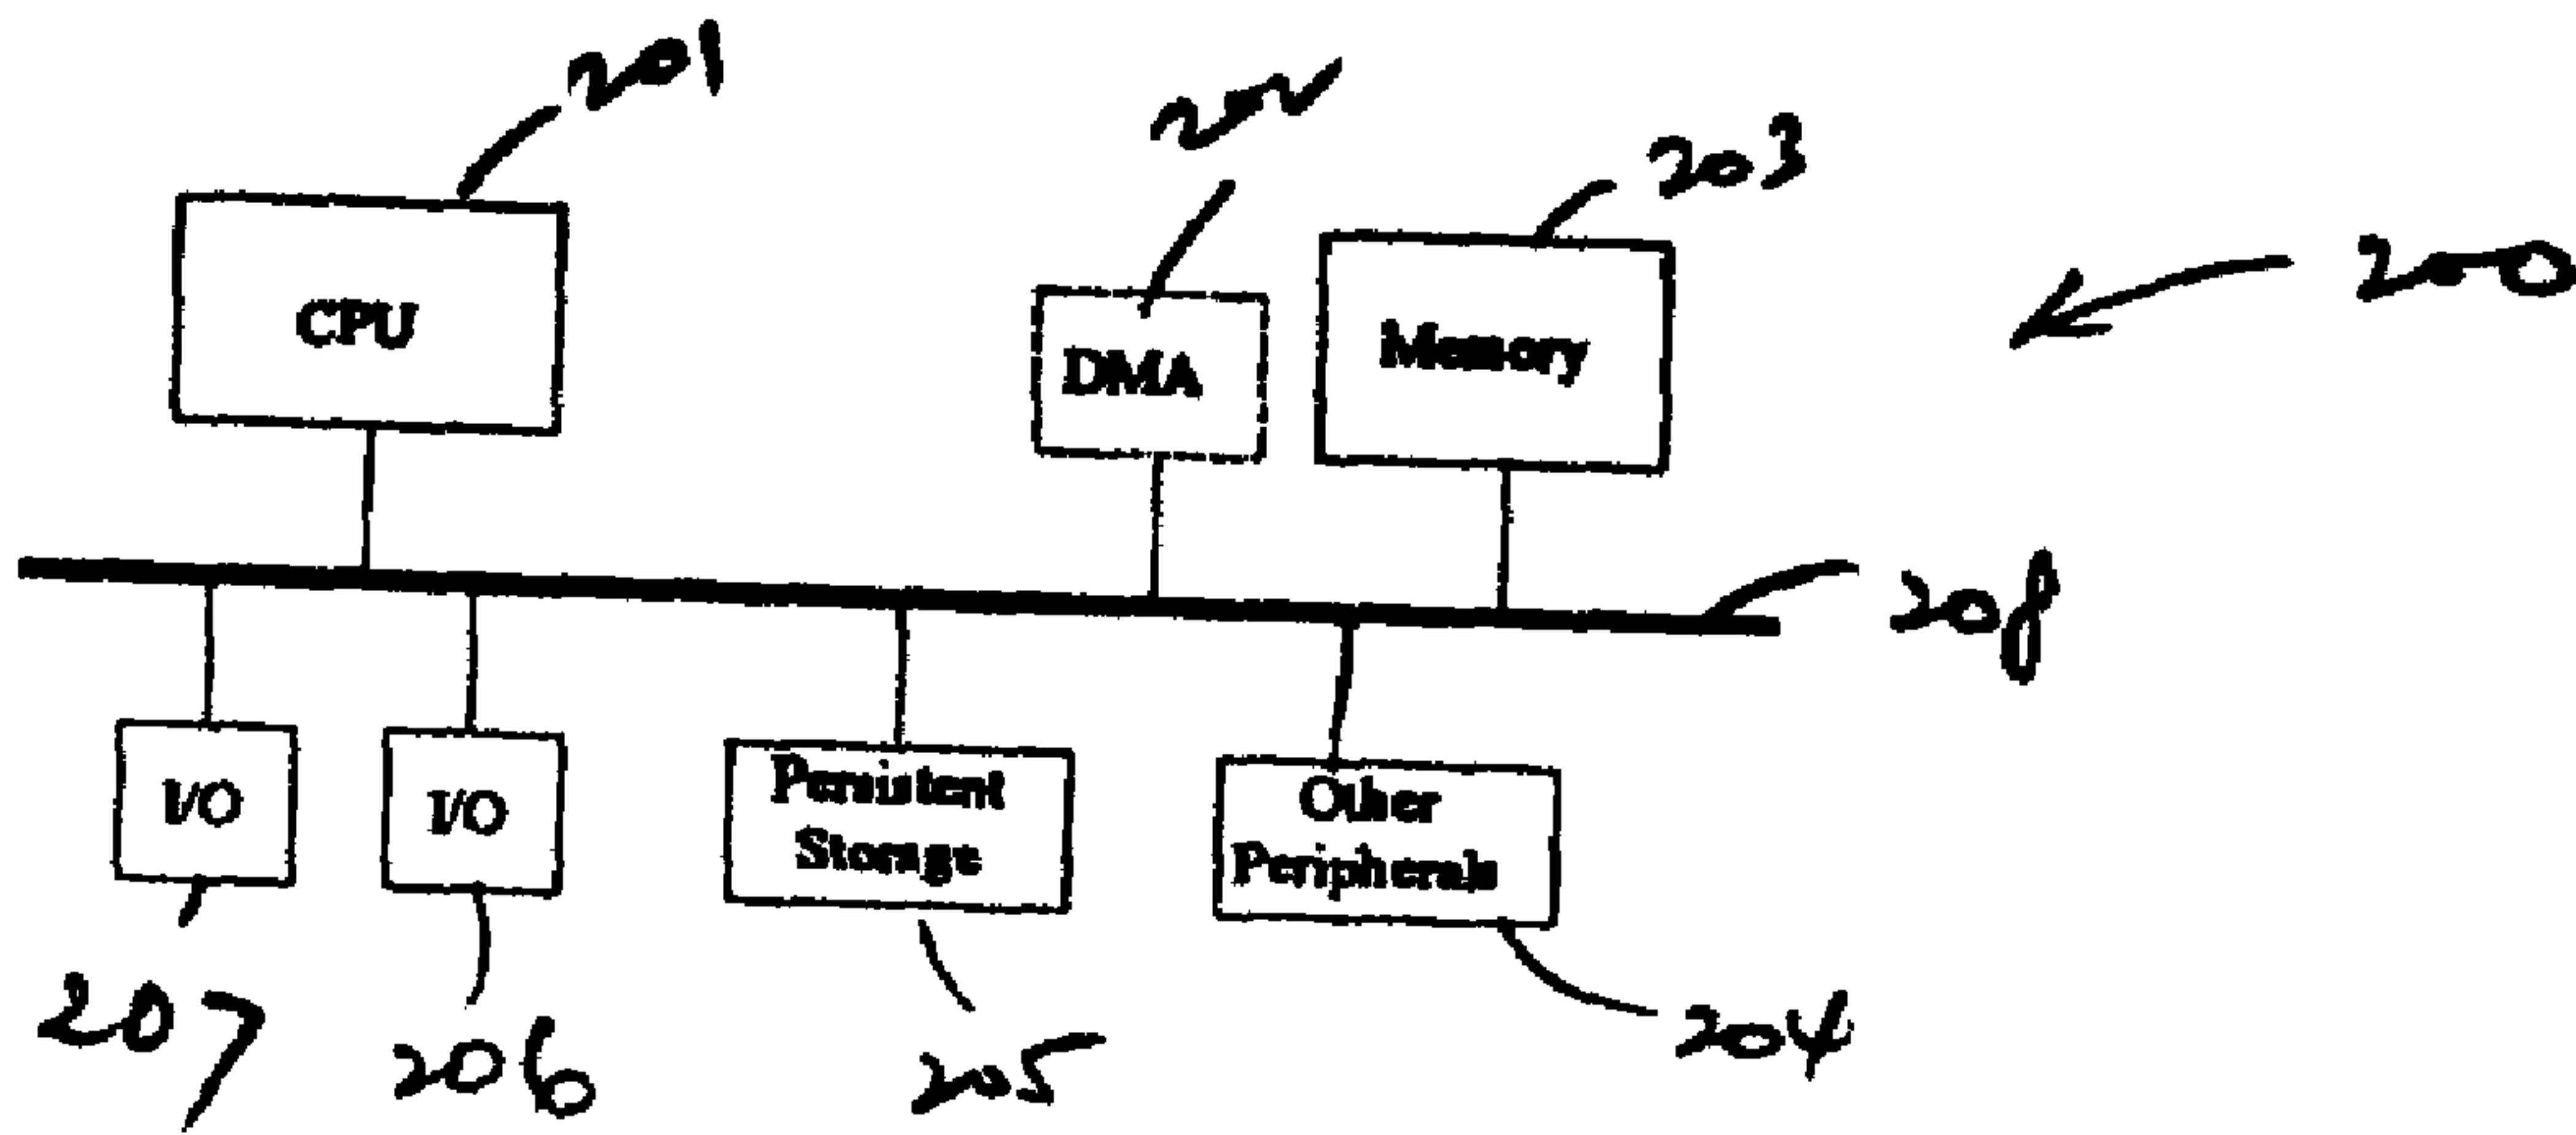 201
202
203
200
CPU
DMA
Memory
208
I/O
I/O
Persistent
Storage
Other
Peripherals
207
206
205
204